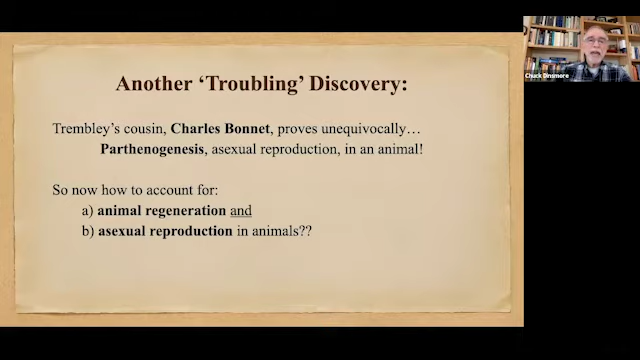 Another ‘Troubling’ Discovery:
Trembley’s cousin, Charles Bonnet, proves unequivocally…
Parthenogenesis, asexual reproduction, in an animal!
So now how to account for:
a) animal regeneration and
b) asexual reproduction in animals??
Chuck Dinsmore